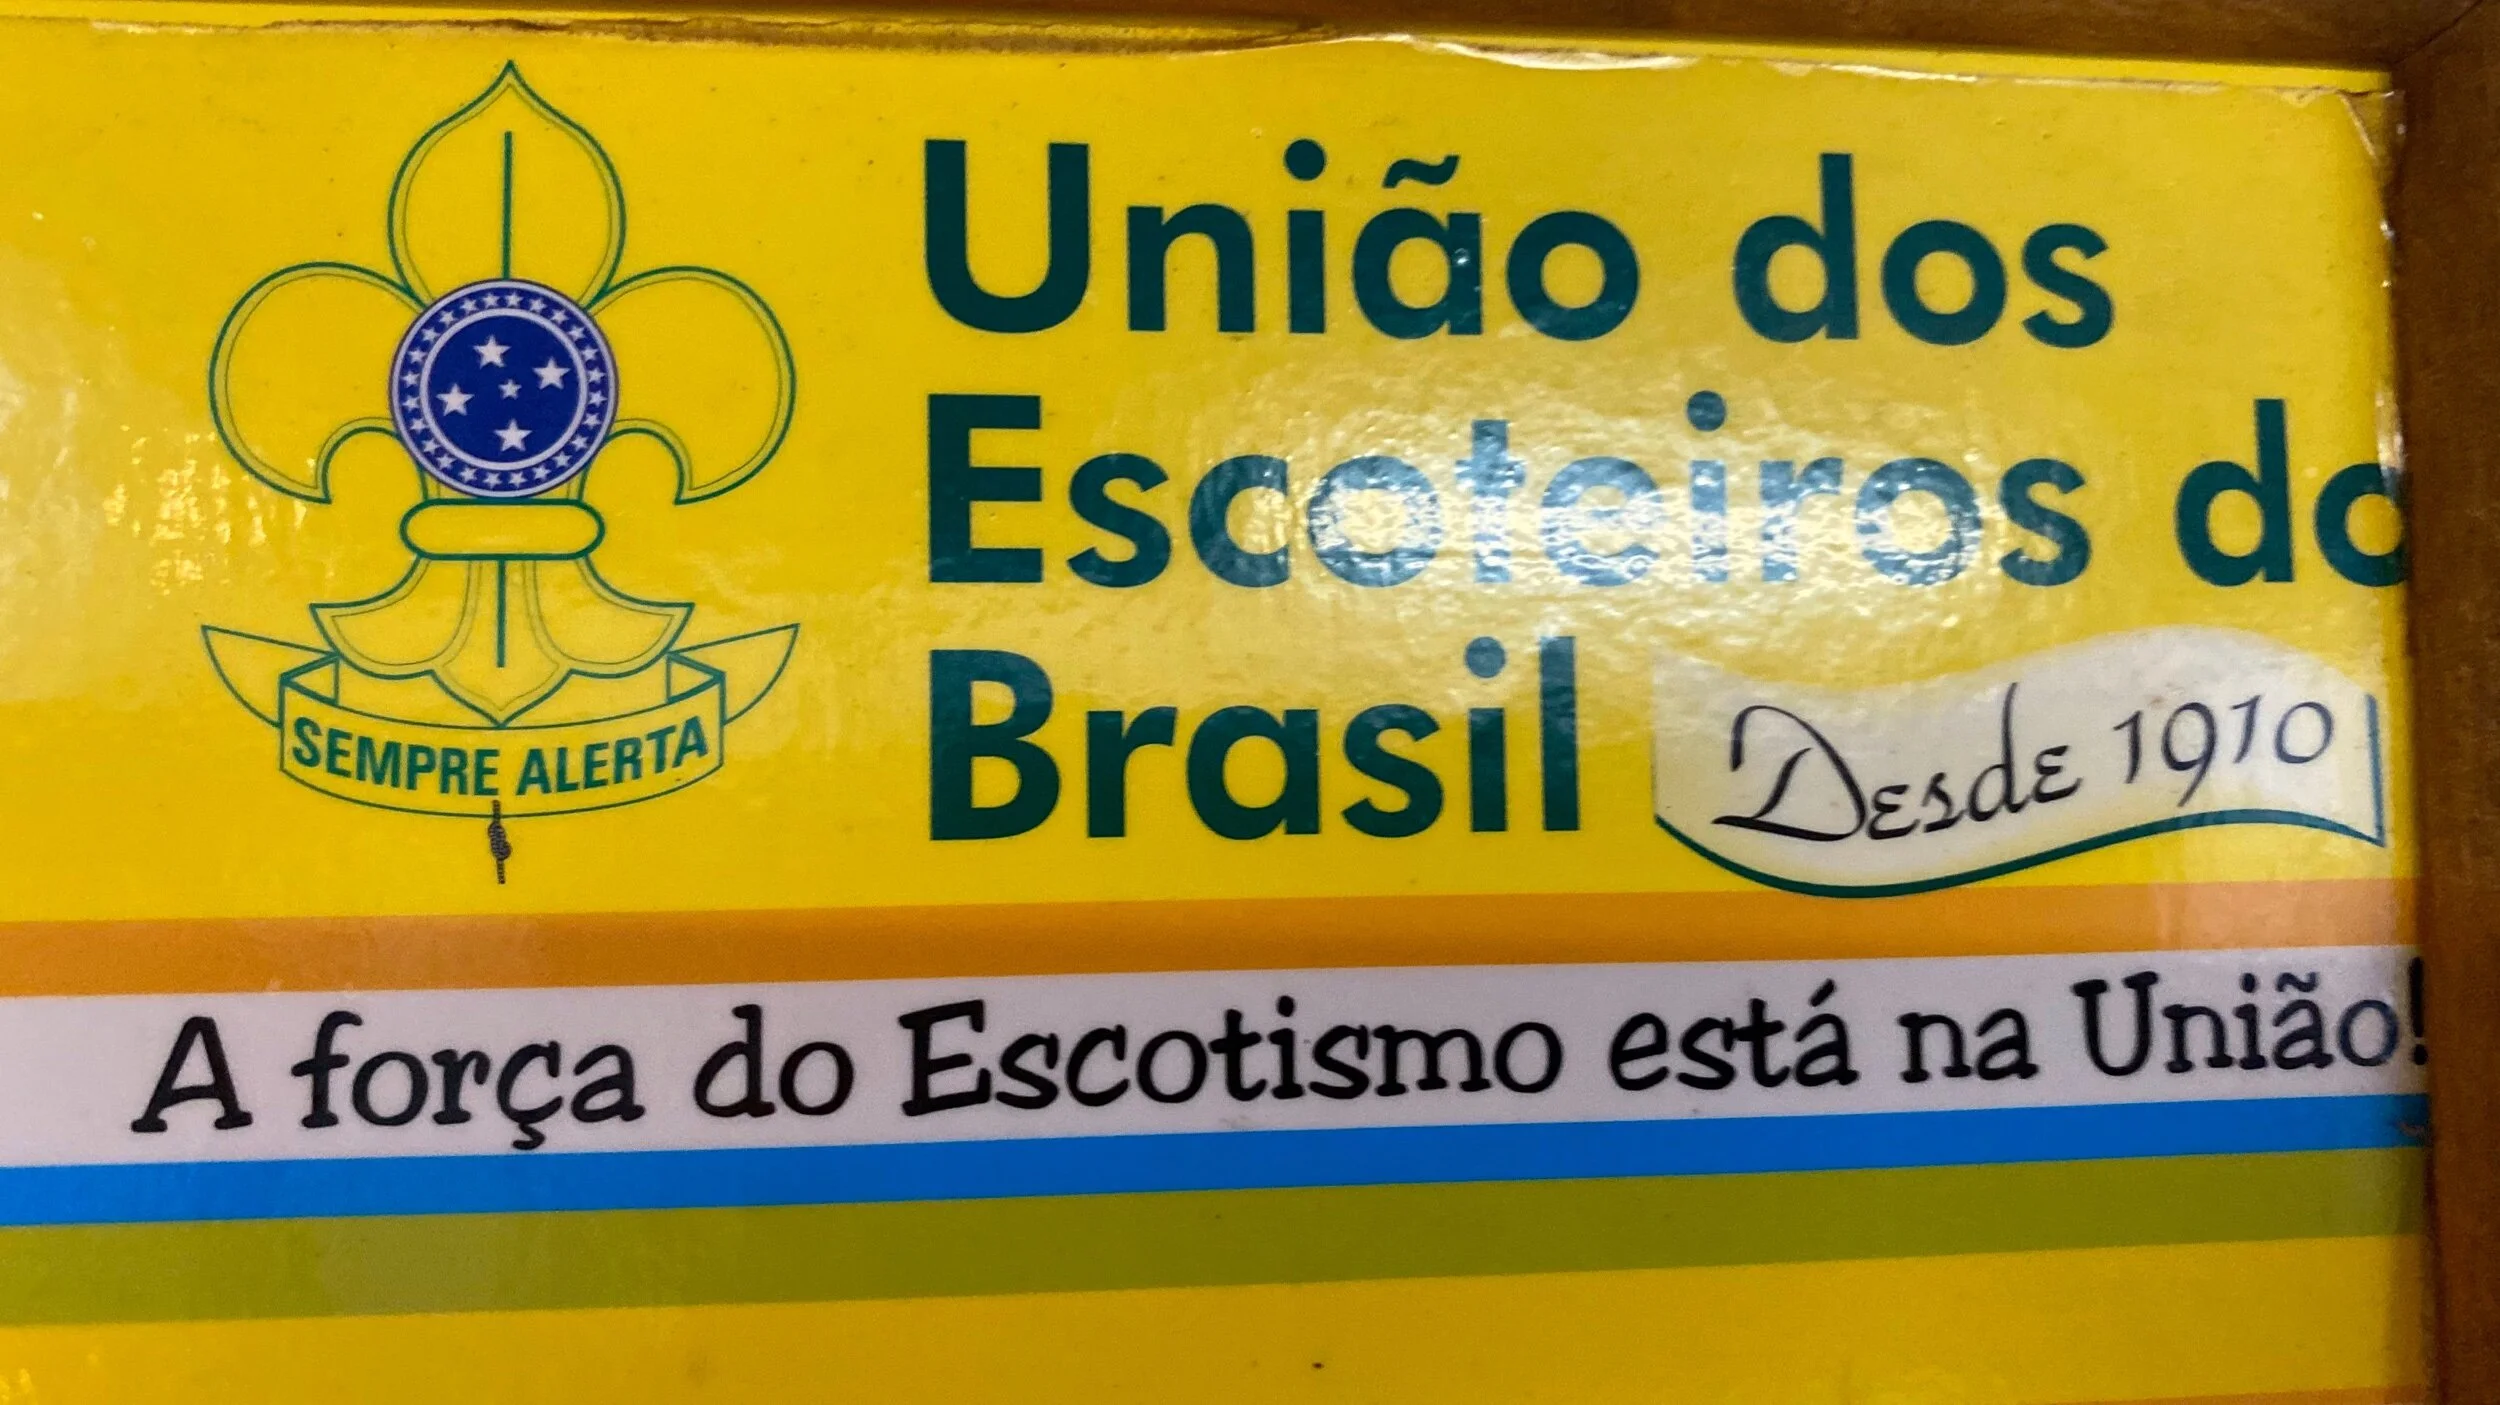 União dos
Escoteiros do
Brasil
Desde 1910
SEMPRE ALERTA
A força do Escotismo está na União!